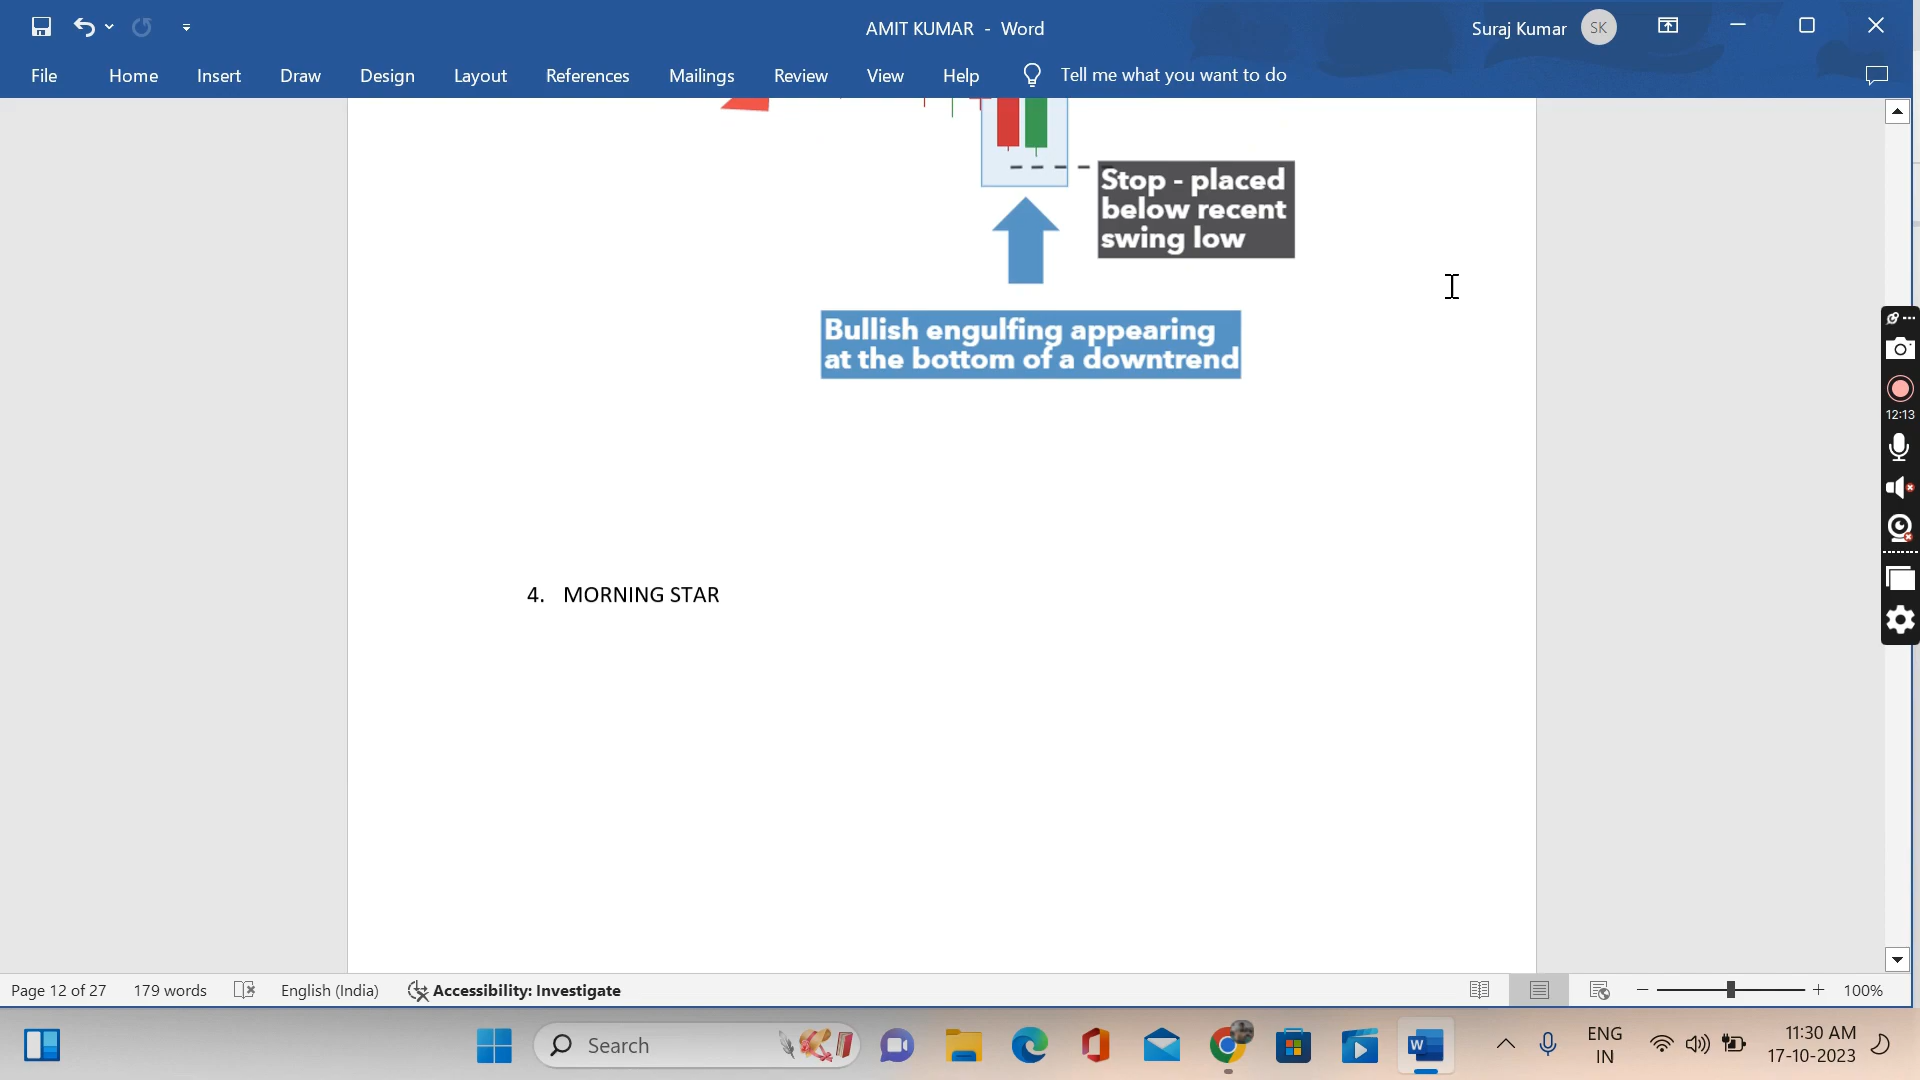 AMIT KUMAR - Word
Suraj Kumar SK
File Home Insert Draw Design Layout References Mailings Review View Help Tell me what you want to do
Stop - placed
below recent
swing low
Bullish engulfing appearing
at the bottom of a downtrend
12:13
4. MORNING STAR
Page 12 of 27 179 words English (India) Accessibility: Investigate 100%
Search
ENG
IN
11:30 AM
17-10-2023